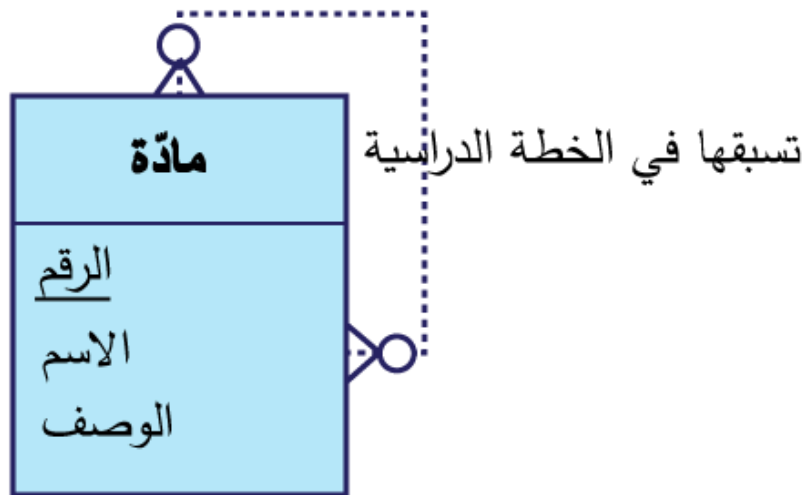 مادّة
تسبقها في الخطة الدراسية
الرقم
الاسم
الوصف